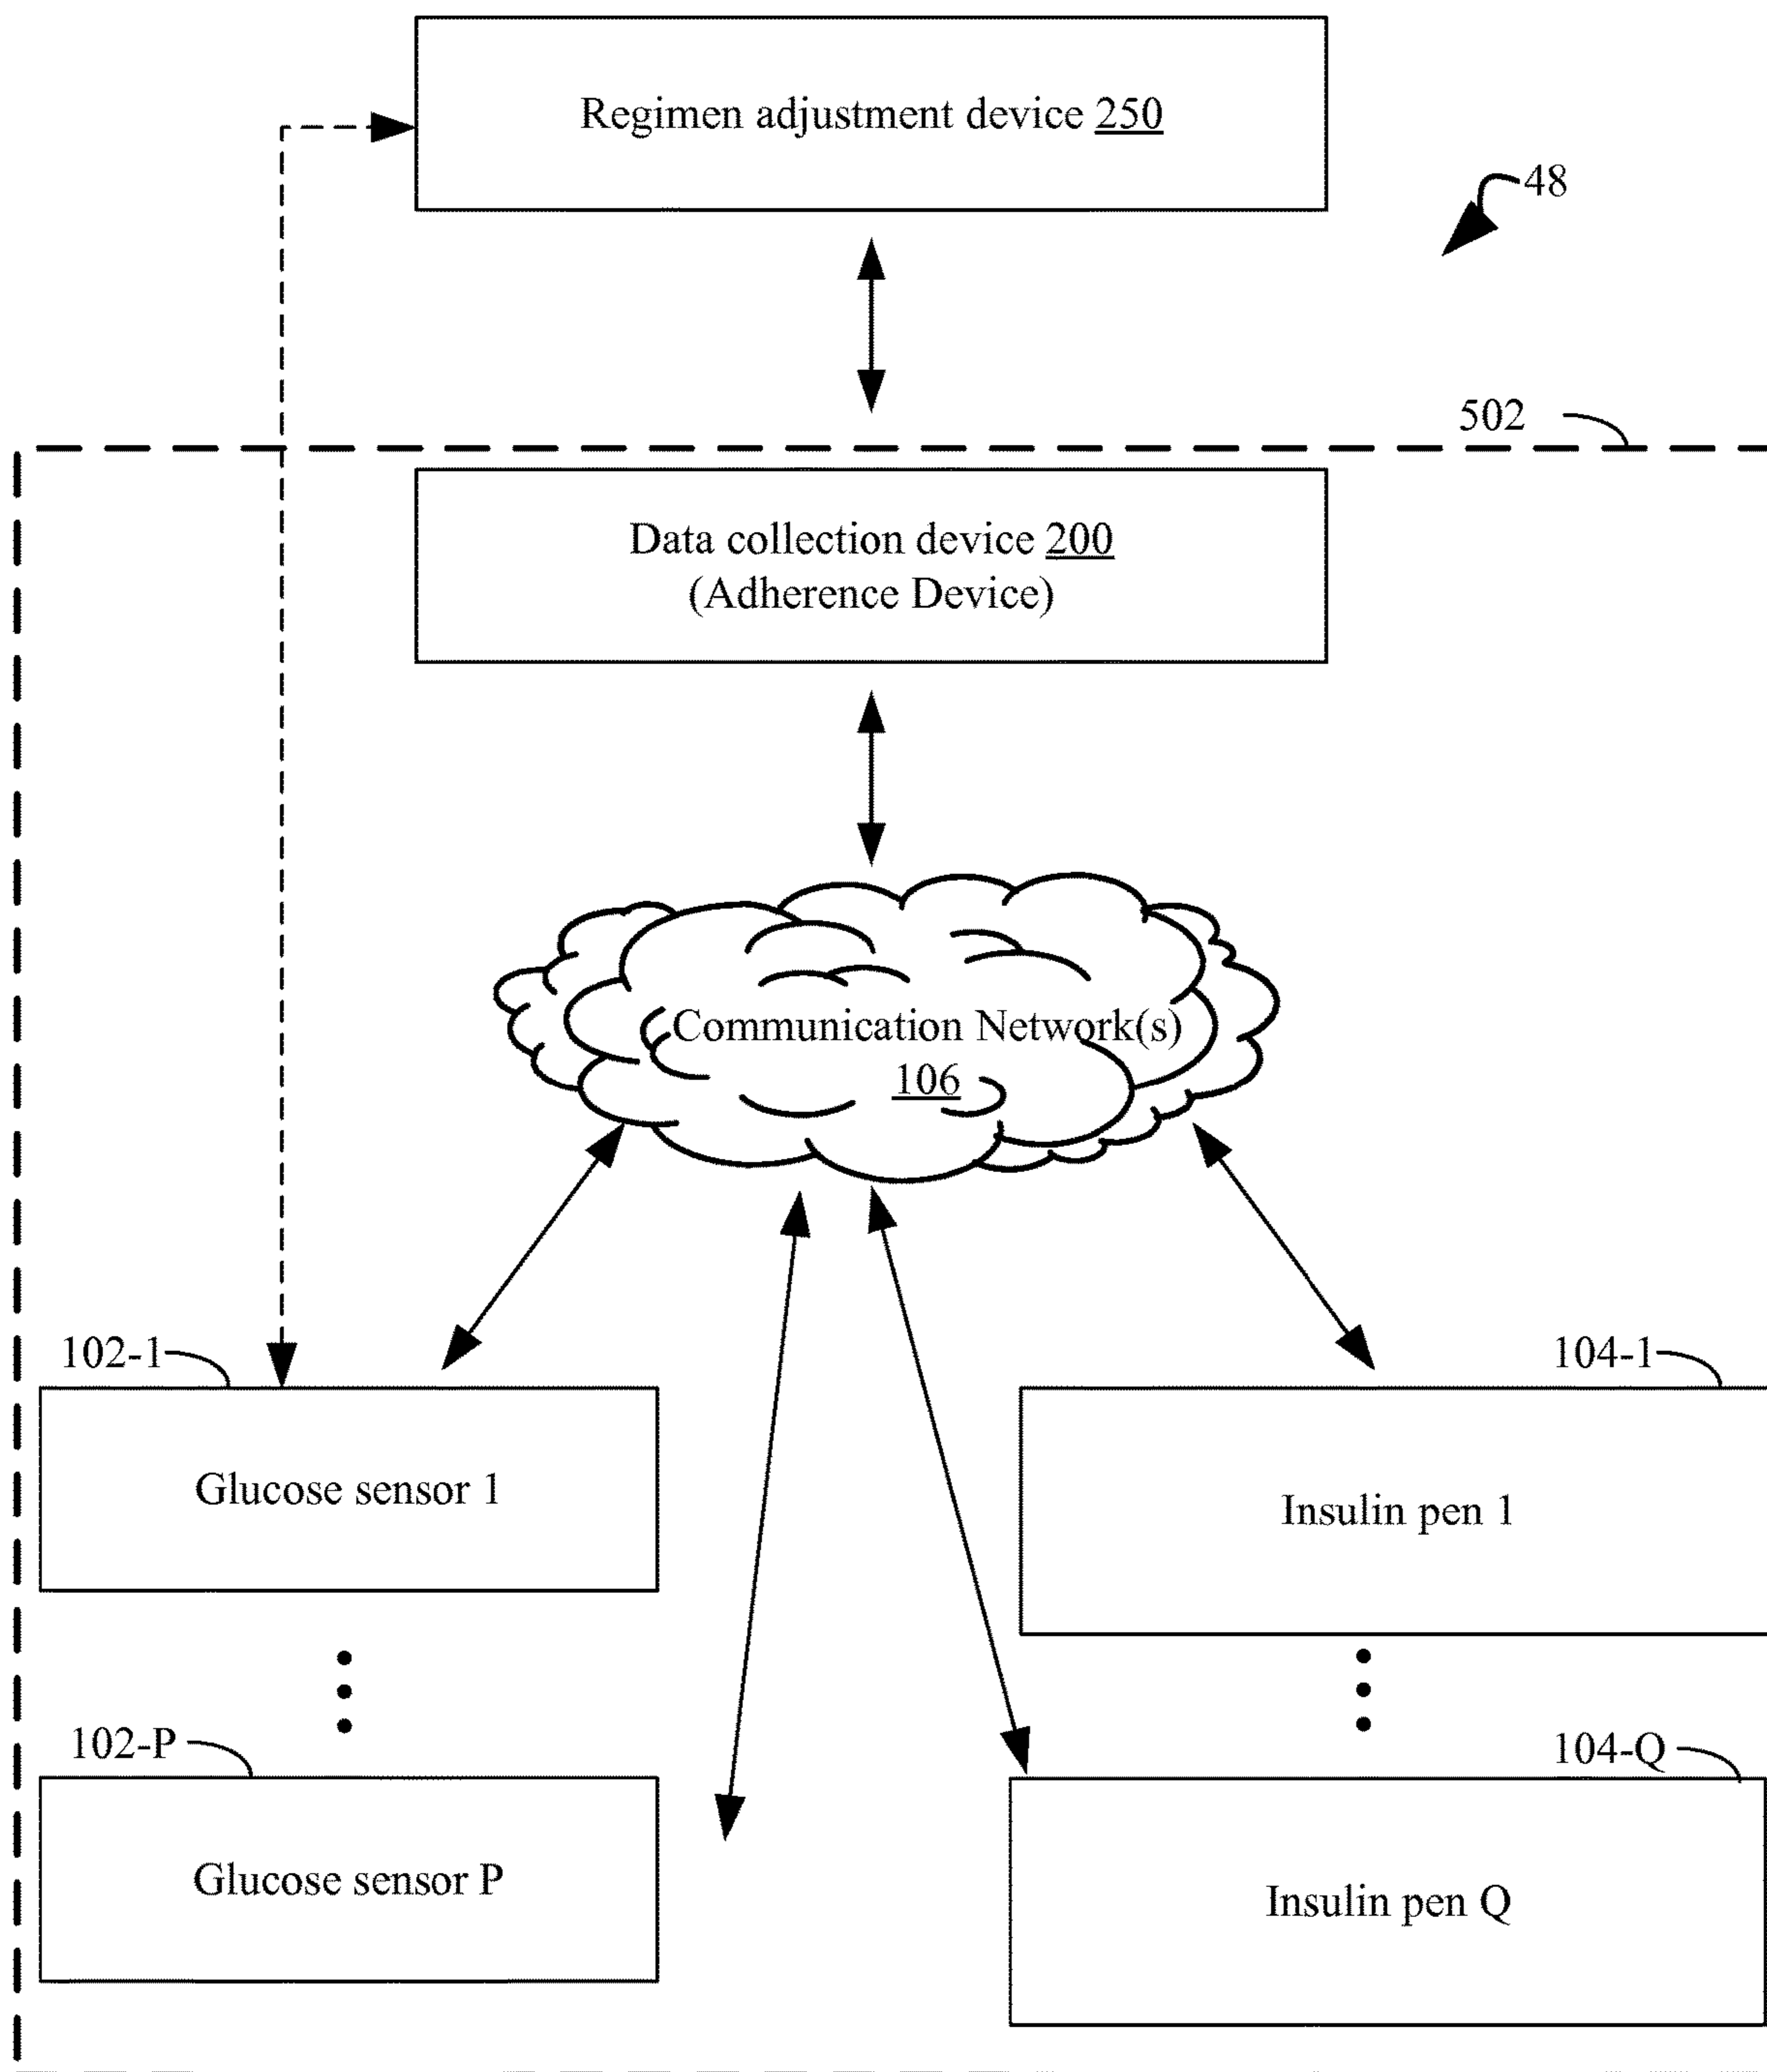 Regimen adjustment device 250
48
502
Data collection device 200
(Adherence Device)
Communication Network(s)
106
102-1
104-1
Glucose sensor 1
Insulin pen 1
102-P
104-Q
Glucose sensor P
Insulin pen Q